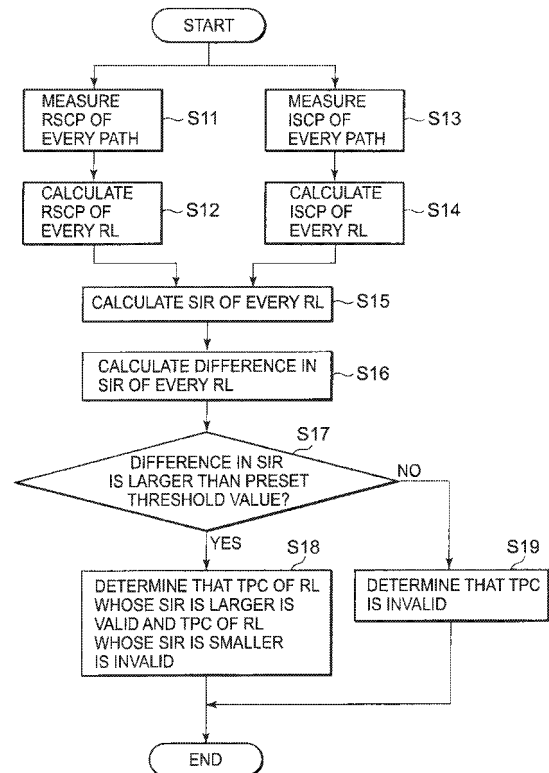 START
MEASURE
RSCP OF
EVERY PATH
S11
MEASURE
ISCP OF
EVERY PATH
S13
CALCULATE
RSCP OF
EVERY RL
S12
CALCULATE
ISCP OF
EVERY RL
S14
CALCULATE SIR OF EVERY RL
S15
CALCULATE DIFFERENCE IN
SIR OF EVERY RL
S16
S17
DIFFERENCE IN SIR
IS LARGER THAN PRESET
THRESHOLD VALUE?
NO
YES
S18
DETERMINE THAT TPC OF RL
WHOSE SIR IS LARGER IS
VALID AND TPC OF RL
WHOSE SIR IS SMALLER
IS INVALID
S19
DETERMINE THAT TPC
IS INVALID
END